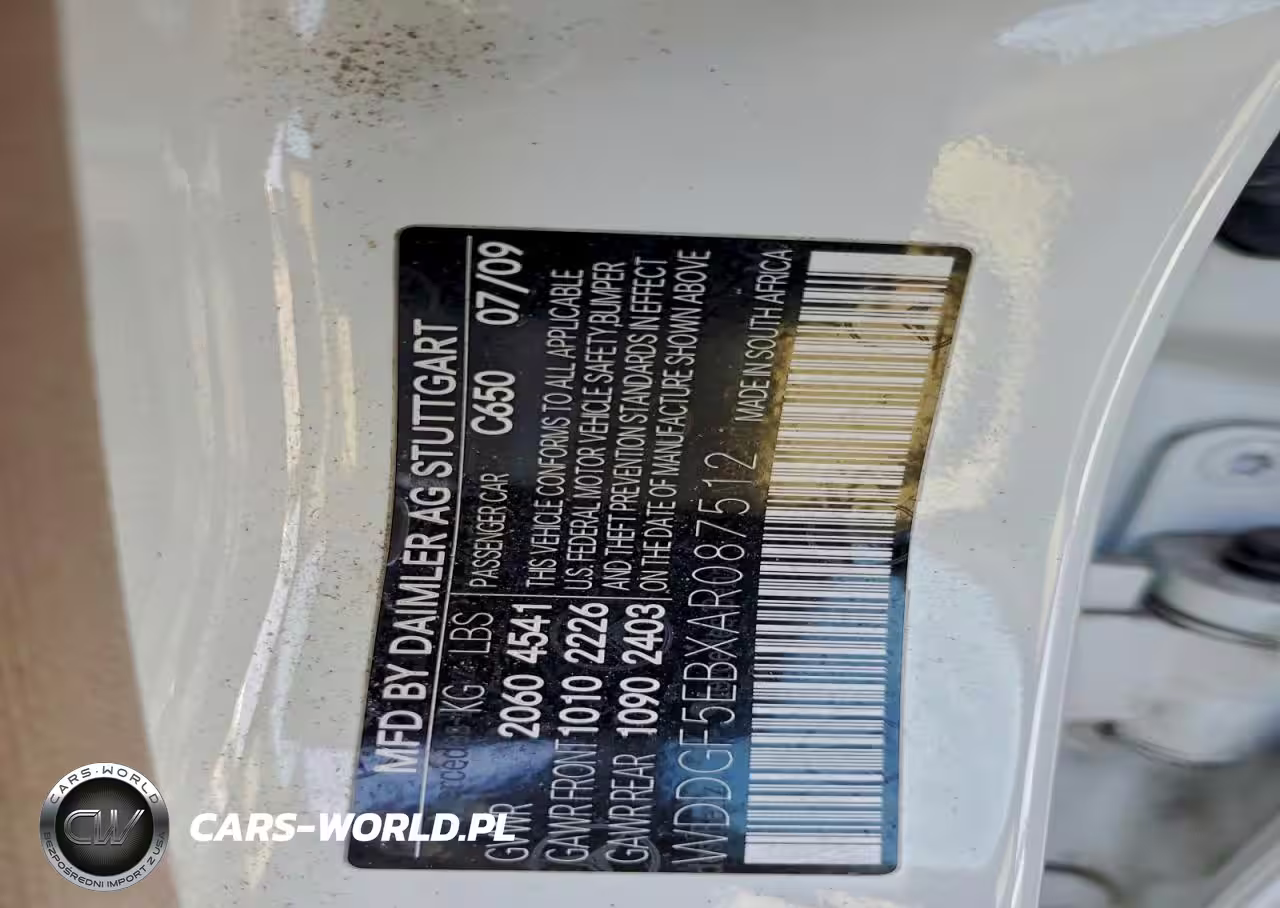 MFD BY DAIMLER AG STUTTGART
KG / LBS PASSENGER CAR C650 07/09
GVWR 2060 4541 THIS VEHICLE CONFORMS TO ALL APPLICABLE
GAWR FRONT 1010 2226 U.S FEDERAL MOTOR VEHICLE SAFETY, BUMPER
GAWR REAR 1090 2403 AND THEFT PREVENTION STANDARDS IN EFFECT
ON THE DATE OF MANUFACTURE SHOWN ABOVE
WDDGF5EBXAR087512 MADE IN SOUTH AFRICA
CARS-WORLD
CW
BEZPOŚREDNI IMPORT Z USA
CARS-WORLD.PL